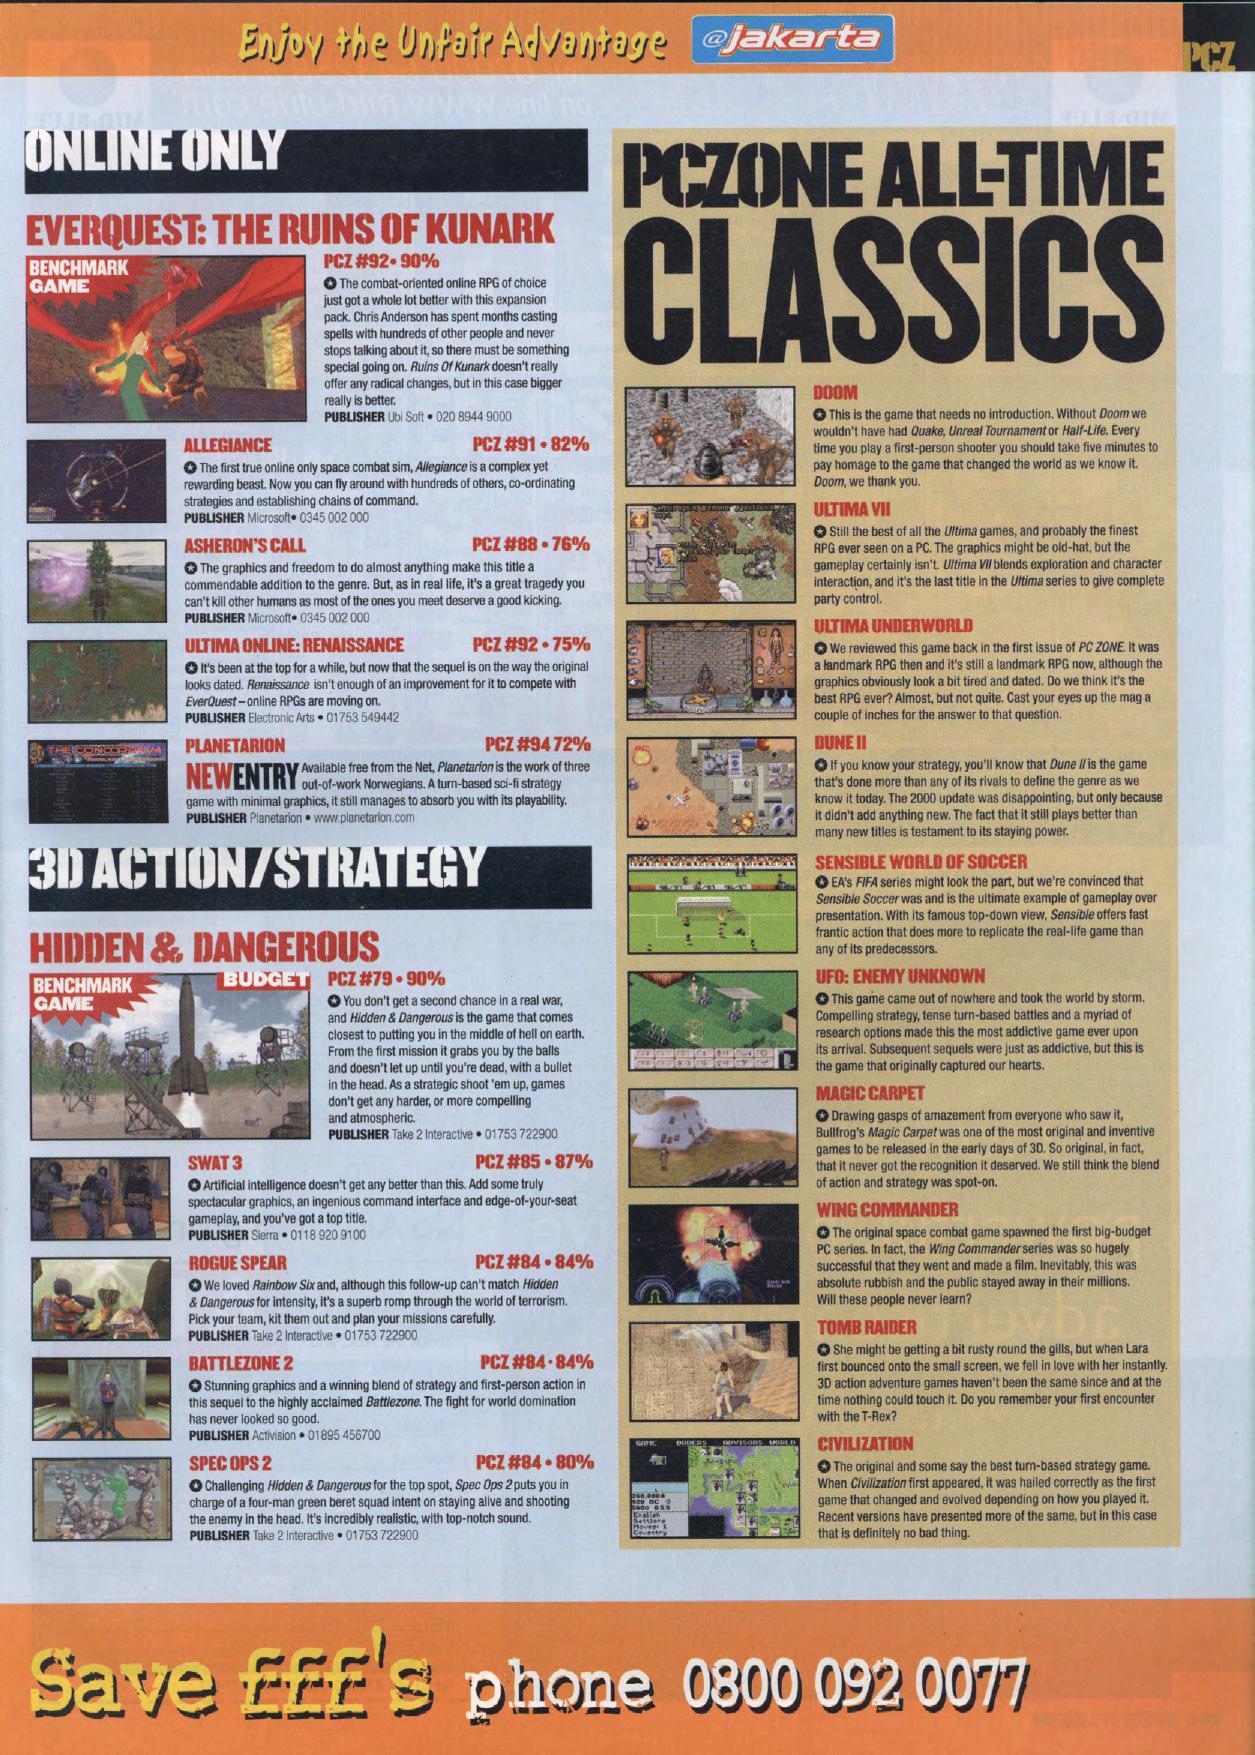 Enjoy the Unfair Advantage
@jakarta
PCZ
ONLINE ONLY
EVERQUEST: THE RUINS OF KUNARK
BENCHMARK
GAME
PCZ #92 • 90%
The combat-oriented online RPG of choice
just got a whole lot better with this expansion
pack. Chris Anderson has spent months casting
spells with hundreds of other people and never
stops talking about it, so there must be something
special going on. Ruins Of Kunark doesn't really
offer any radical changes, but in this case bigger
really is better.
PUBLISHER Ubi Soft • 020 8944 9000
ALLEGIANCE PCZ #91 • 82%
The first true online only space combat sim, Allegiance is a complex yet
rewarding beast. Now you can fly around with hundreds of others, co-ordinating
strategies and establishing chains of command.
PUBLISHER Microsoft • 0345 002 000
ASHERON'S CALL PCZ #88 • 76%
The graphics and freedom to do almost anything make this title a
commendable addition to the genre. But, as in real life, it's a great tragedy you
can't kill other humans as most of the ones you meet deserve a good kicking.
PUBLISHER Microsoft • 0345 002 000
ULTIMA ONLINE: RENAISSANCE PCZ #92 • 75%
It's been at the top for a while, but now that the sequel is on the way the original
looks dated. Renaissance isn't enough of an improvement for it to compete with
EverQuest – online RPGs are moving on.
PUBLISHER Electronic Arts • 01753 549442
THE CONCORDIUM
PLANETARION PCZ #94 72%
NEW ENTRY Available free from the Net, Planetarion is the work of three
out-of-work Norwegians. A turn-based sci-fi strategy
game with minimal graphics, it still manages to absorb you with its playability.
PUBLISHER Planetarion • www.planetarion.com
3D ACTION/STRATEGY
HIDDEN & DANGEROUS
BENCHMARK
GAME
BUDGET
PCZ #79 • 90%
You don't get a second chance in a real war,
and Hidden & Dangerous is the game that comes
closest to putting you in the middle of hell on earth.
From the first mission it grabs you by the balls
and doesn't let up until you're dead, with a bullet
in the head. As a strategic shoot 'em up, games
don't get any harder, or more compelling
and atmospheric.
PUBLISHER Take 2 Interactive • 01753 722900
SWAT 3 PCZ #85 • 87%
Artificial intelligence doesn't get any better than this. Add some truly
spectacular graphics, an ingenious command interface and edge-of-your-seat
gameplay, and you've got a top title.
PUBLISHER Sierra • 0118 920 9100
ROGUE SPEAR PCZ #84 • 84%
We loved Rainbow Six and, although this follow-up can't match Hidden
& Dangerous for intensity, it's a superb romp through the world of terrorism.
Pick your team, kit them out and plan your missions carefully.
PUBLISHER Take 2 Interactive • 01753 722900
BATTLEZONE 2 PCZ #84 • 84%
Stunning graphics and a winning blend of strategy and first-person action in
this sequel to the highly acclaimed Battlezone. The fight for world domination
has never looked so good.
PUBLISHER Activision • 01895 456700
SPEC OPS 2 PCZ #84 • 80%
Challenging Hidden & Dangerous for the top spot, Spec Ops 2 puts you in
charge of a four-man green beret squad intent on staying alive and shooting
the enemy in the head. It's incredibly realistic, with top-notch sound.
PUBLISHER Take 2 Interactive • 01753 722900
PCZONE ALL-TIME
CLASSICS
DOOM
This is the game that needs no introduction. Without Doom we
wouldn't have had Quake, Unreal Tournament or Half-Life. Every
time you play a first-person shooter you should take five minutes to
pay homage to the game that changed the world as we know it.
Doom, we thank you.
ULTIMA VII
Still the best of all the Ultima games, and probably the finest
RPG ever seen on a PC. The graphics might be old-hat, but the
gameplay certainly isn't. Ultima VII blends exploration and character
interaction, and it's the last title in the Ultima series to give complete
party control.
ULTIMA UNDERWORLD
We reviewed this game back in the first issue of PC ZONE. It was
a landmark RPG then and it's still a landmark RPG now, although the
graphics obviously look a bit tired and dated. Do we think it's the
best RPG ever? Almost, but not quite. Cast your eyes up the mag a
couple of inches for the answer to that question.
DUNE II
If you know your strategy, you'll know that Dune II is the game
that's done more than any of its rivals to define the genre as we
know it today. The 2000 update was disappointing, but only because
it didn't add anything new. The fact that it still plays better than
many new titles is testament to its staying power.
SENSIBLE WORLD OF SOCCER
EA's FIFA series might look the part, but we're convinced that
Sensible Soccer was and is the ultimate example of gameplay over
presentation. With its famous top-down view, Sensible offers fast
frantic action that does more to replicate the real-life game than
any of its predecessors.
UFO: ENEMY UNKNOWN
This game came out of nowhere and took the world by storm.
Compelling strategy, tense turn-based battles and a myriad of
research options made this the most addictive game ever upon
its arrival. Subsequent sequels were just as addictive, but this is
the game that originally captured our hearts.
MAGIC CARPET
Drawing gasps of amazement from everyone who saw it,
Bullfrog's Magic Carpet was one of the most original and inventive
games to be released in the early days of 3D. So original, in fact,
that it never got the recognition it deserved. We still think the blend
of action and strategy was spot-on.
WING COMMANDER
The original space combat game spawned the first big-budget
PC series. In fact, the Wing Commander series was so hugely
successful that they went and made a film. Inevitably, this was
absolute rubbish and the public stayed away in their millions.
Will these people never learn?
TOMB RAIDER
She might be getting a bit rusty round the gills, but when Lara
first bounced onto the small screen, we fell in love with her instantly.
3D action adventure games haven't been the same since and at the
time nothing could touch it. Do you remember your first encounter
with the T-Rex?
GAME ORDERS ADVISORS WORLD
English
Settlers
Moves: 1
Coventry
CIVILIZATION
The original and some say the best turn-based strategy game.
When Civilization first appeared, it was hailed correctly as the first
game that changed and evolved depending on how you played it.
Recent versions have presented more of the same, but in this case
that is definitely no bad thing.
Save fff's phone 0800 092 0077